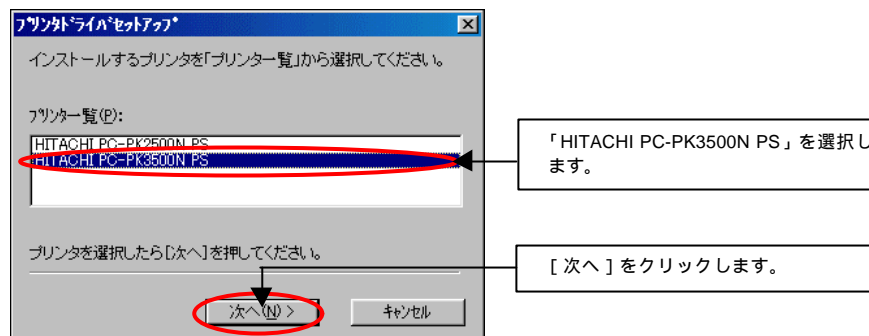 プリンタドライバセットアップ
インストールするプリンタを「プリンター覧」から選択してください。
プリンター覧(P):
HITACHI PC-PK2500N PS
HITACHI PC-PK3500N PS
「HITACHI PC-PK3500N PS」を選択し
ます。
プリンタを選択したら[次へ]を押してください。
[次へ]をクリックします。
次へ(N) >
キャンセル